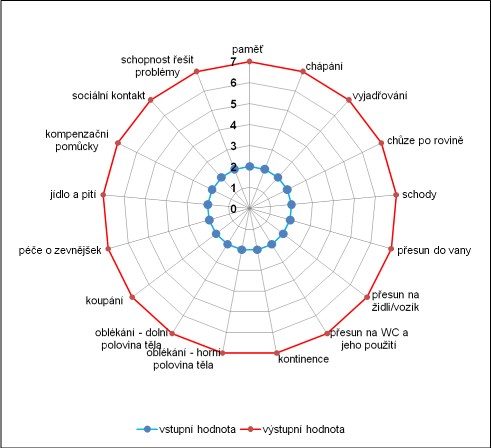 paměť
chápání
vyjadřování
chůze po rovině
schody
přesun do vany
přesun na
židli/vozík
přesun na WC a
jeho použití
kontinence
oblékání - horní
polovina těla
oblékání - dolní
polovina těla
koupání
péče o zevnějšek
jídlo a pití
kompenzační
pomůcky
sociální kontakt
schopnost řešit
problémy
7
6
5
4
3
2
1
0
vstupní hodnota
výstupní hodnota